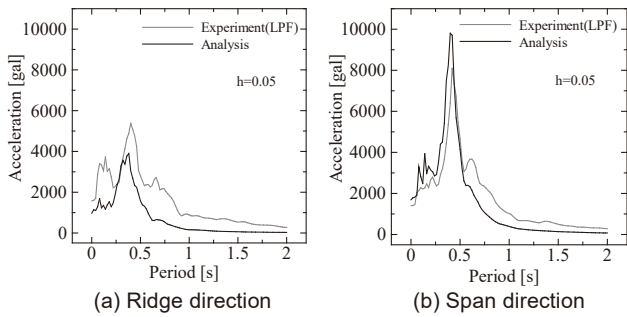 Experiment(LPF)
Analysis
h=0.05
Acceleration [gal]
10000
8000
6000
4000
2000
0
0 0.5 1 1.5 2
Period [s]
(a) Ridge direction
Experiment(LPF)
Analysis
h=0.05
Acceleration [gal]
10000
8000
6000
4000
2000
0
0 0.5 1 1.5 2
Period [s]
(b) Span direction